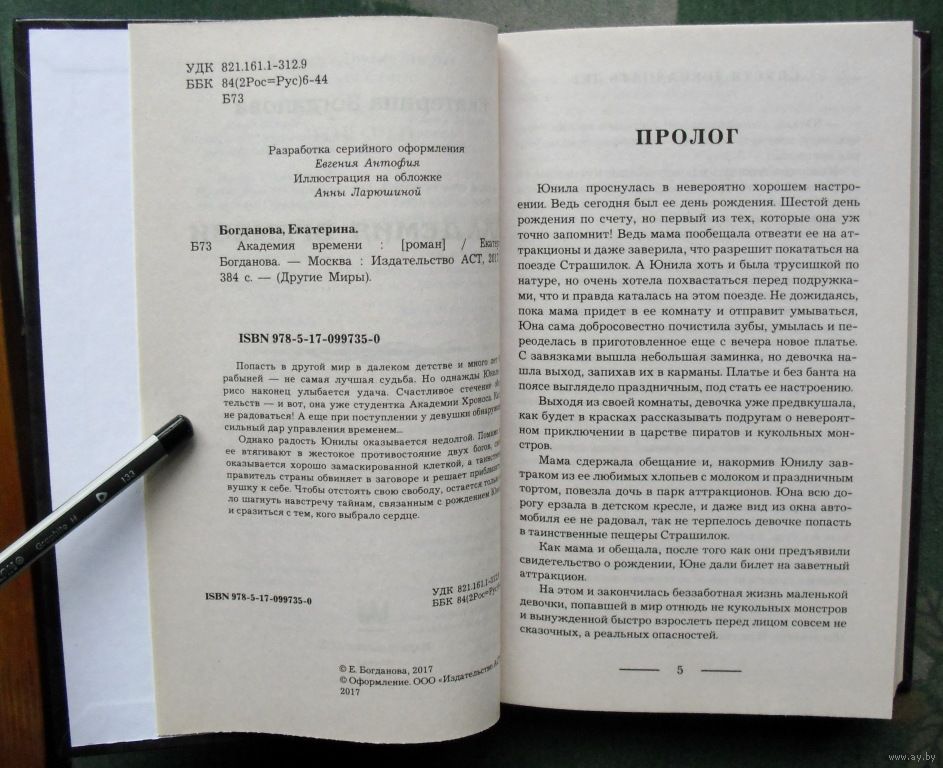 УДК 821.161.1-312.9
ББК 84(2Рос=Рус)6-44
Б73
Разработка серийного оформления
Евгения Антофия
Иллюстрация на обложке
Анны Ларюшиной
Богданова, Екатерина.
Б73 Академия времени : [роман] /
Богданова. — Москва : Издательство АСТ, 2017
384 с. — (Другие Миры).
ISBN 978-5-17-099735-0
Попасть в другой мир в далеком детстве и много лет
рабыней — не самая лучшая судьба. Но однажды
рисо наконец улыбается удача. Счастливое стечение
тельств — и вот, она уже студентка Академии Хроноса.
не радоваться! А еще при поступлении у девушки
сильный дар управления временем...
Однако радость Юнилы оказывается недолгой.
ее втягивают в жестокое противостояние двух богов,
оказывается хорошо замаскированной клеткой, а
правитель страны обвиняет в заговоре и решает
вушку к себе. Чтобы отстоять свою свободу, остается
ло шагнуть навстречу тайнам, связанным с рождением
и сразиться с тем, кого выбрало сердце.
УДК 821.161.1-312.9
ISBN 978-5-17-099735-0
ББК 84(2Рос=Рус)
© Е. Богданова, 2017
© Оформление. ООО «Издательство
2017
ПРОЛОГ
Юнила проснулась в невероятно хорошем настро-
ении. Ведь сегодня был ее день рождения. Шестой день
рождения по счету, но первый из тех, которые она уж
точно запомнит! Ведь мама пообещала отвезти ее на ат-
тракционы и даже заверила, что разрешит покататься на
поезде Страшилок. А Юнила хоть и была трусишкой по
натуре, но очень хотела похвастаться перед подружка-
ми, что и правда каталась на этом поезде. Не дожидаясь,
пока мама придет в ее комнату и отправит умываться,
Юна сама добросовестно почистила зубы, умылась и пе-
реоделась в приготовленное еще с вечера новое платье.
С завязками вышла небольшая заминка, но девочка на-
шла выход, запихав их в карманы. Платье и без банта на
поясе выглядело праздничным, под стать ее настроению.
Выходя из своей комнаты, девочка уже предвкушала,
как будет в красках рассказывать подругам о невероят-
ном приключении в царстве пиратов и кукольных мон-
стров.
Мама сдержала обещание и, накормив Юнилу зав-
траком из ее любимых хлопьев с молоком и праздничным
тортом, повезла дочь в парк аттракционов. Юна всю до-
рогу ерзала в детском кресле, и даже вид из окна авто-
мобиля ее не радовал, так не терпелось девочке попасть
в таинственные пещеры Страшилок.
Как мама и обещала, после того как они предъявили
свидетельство о рождении, Юне дали билет на заветный
аттракцион.
На этом и закончилась беззаботная жизнь маленькой
девочки, попавшей в мир отнюдь не кукольных монстров
и вынужденной быстро взрослеть перед лицом совсем не
сказочных, а реальных опасностей.
5
133
www.ay.by